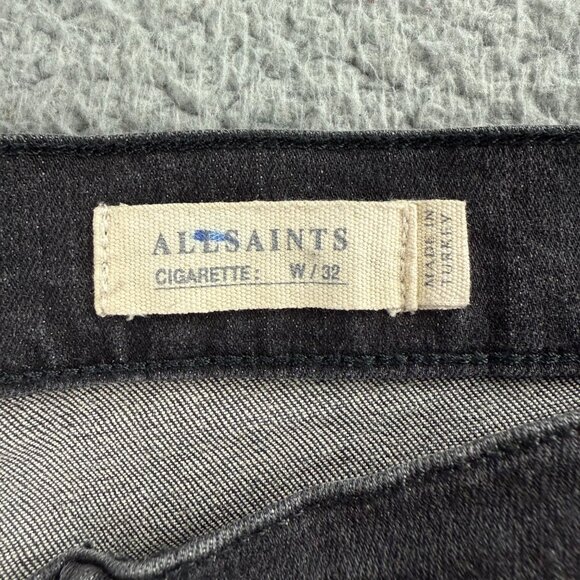 ALLSAINTS
CIGARETTE: W/32
MADE IN
TURKEY